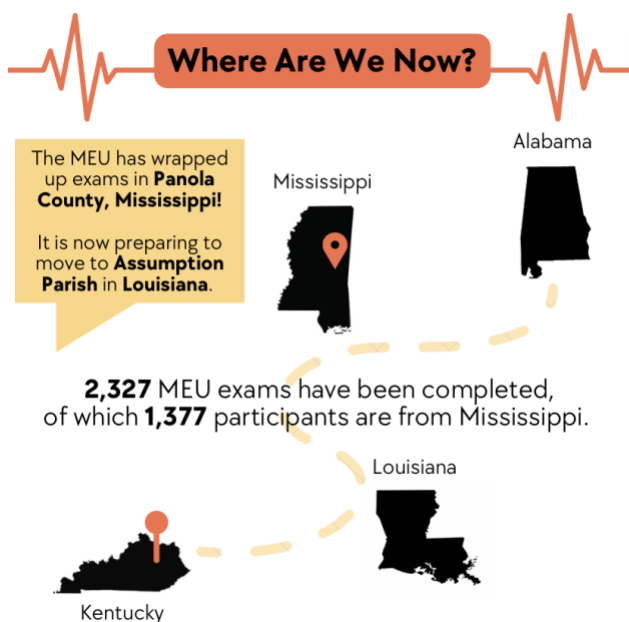 Where Are We Now?
Alabama
The MEU has wrapped
up exams in Panola
County, Mississippi!
It is now preparing to
move to Assumption
Parish in Louisiana.
Mississippi
2,327 MEU exams have been completed,
of which 1,377 participants are from Mississippi.
Louisiana
Kentucky